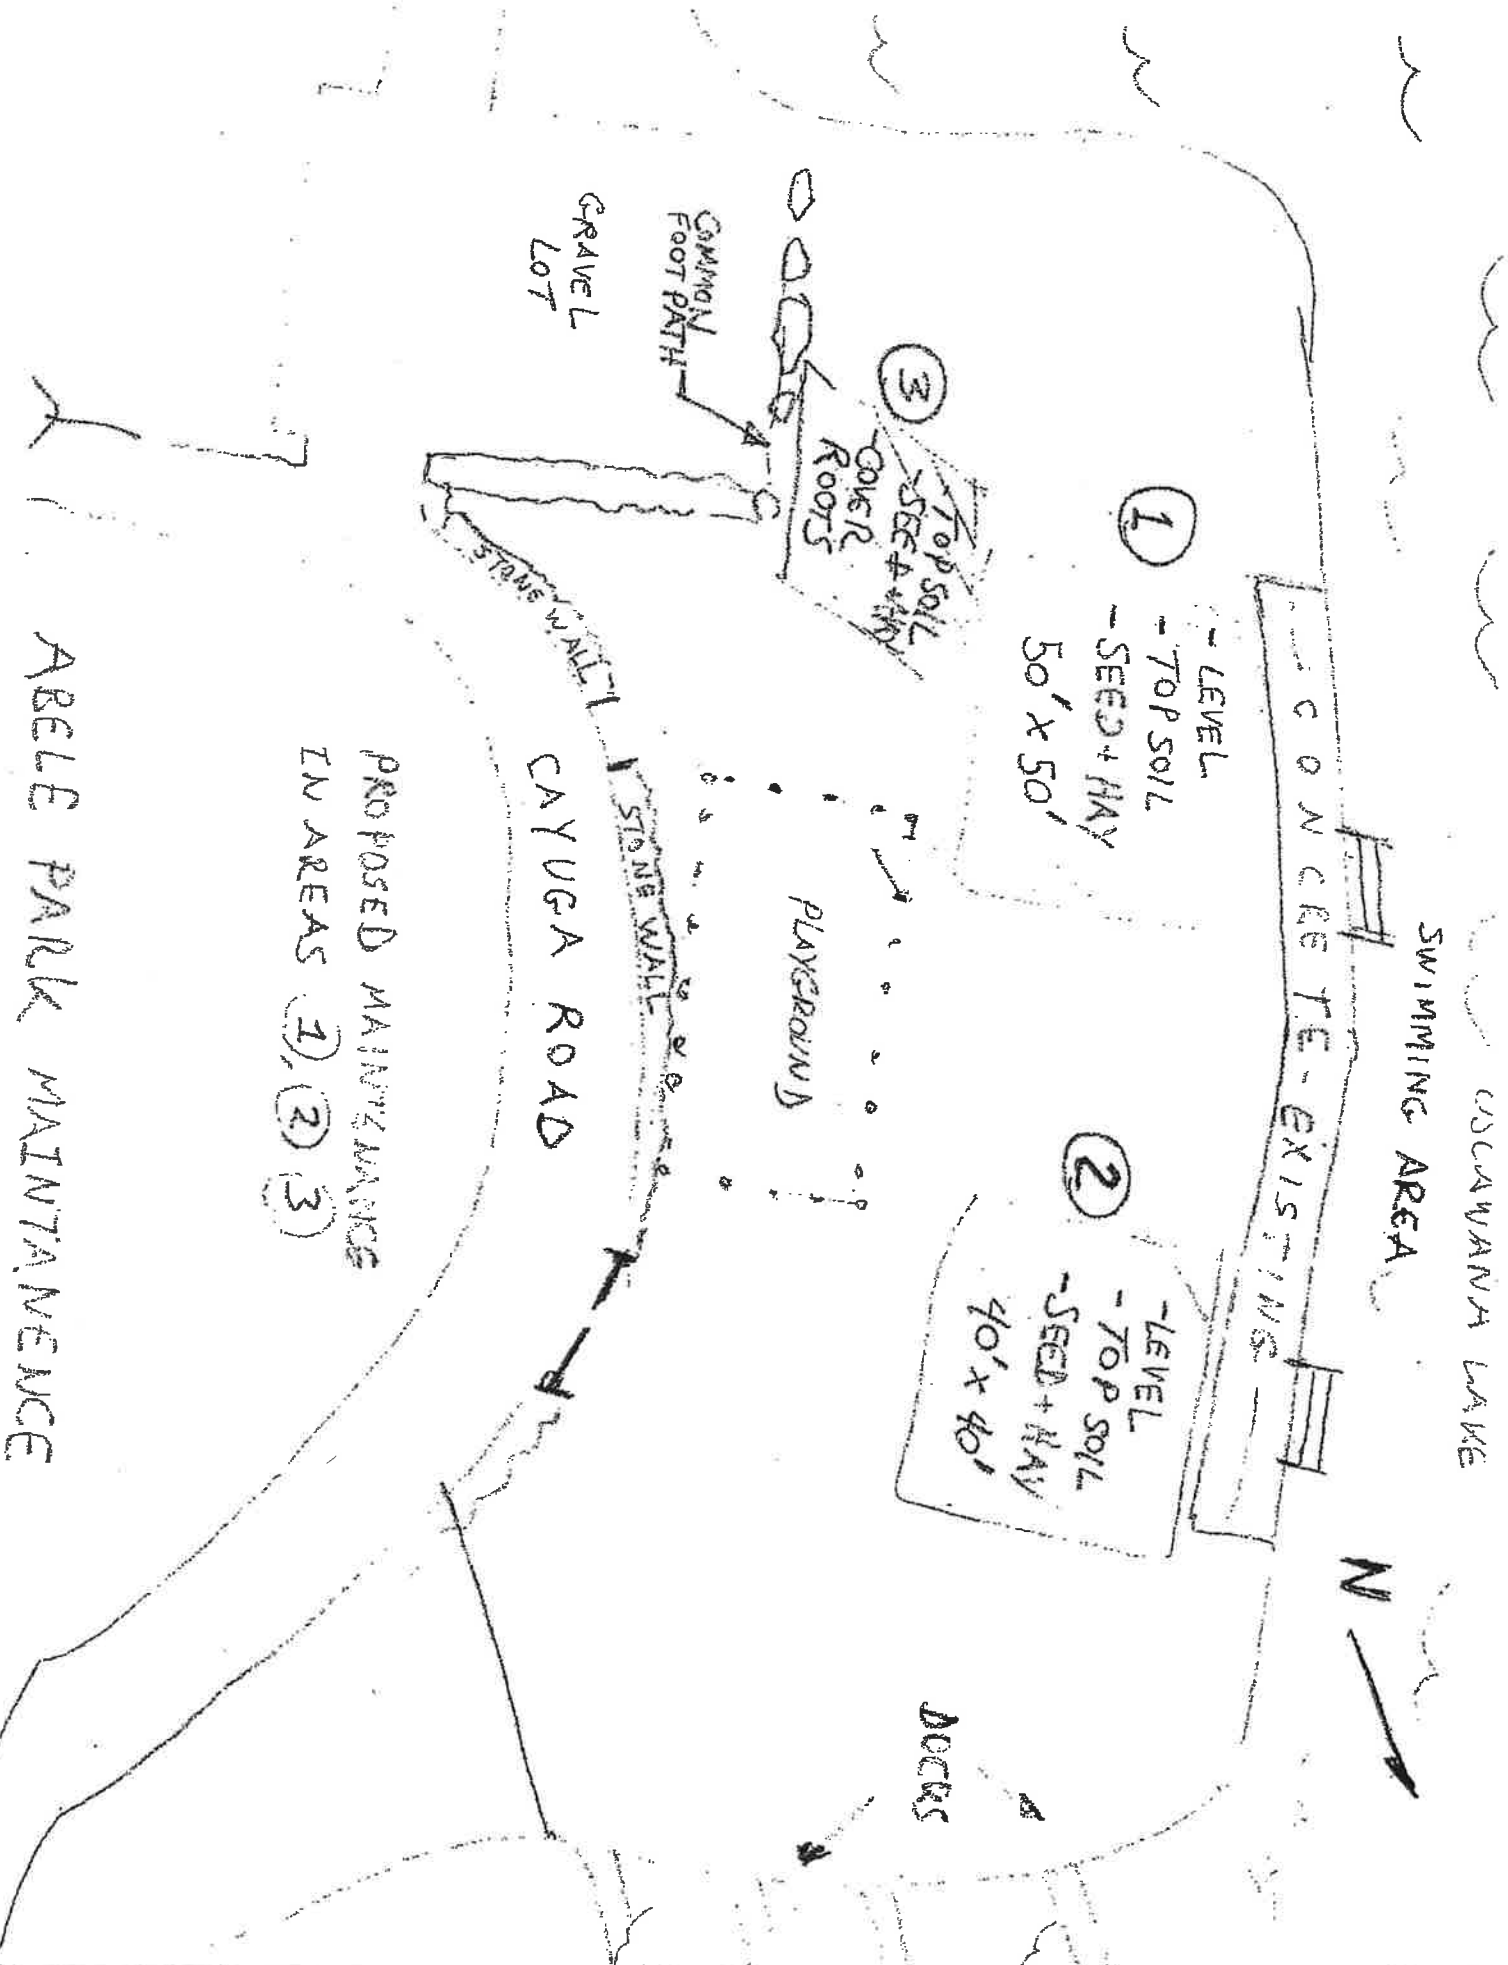 OSCAWANA LAKE
SWIMMING AREA
N
- CONCRETE - EXISTING -
1
- LEVEL
- TOP SOIL
- SEED + HAY
50' X 50'
2
- LEVEL
- TOP SOIL
- SEED + HAY
40' X 40'
3
- TOP SOIL
- SEED + HAY
- COVER
ROOTS
DOCKS
PLAYGROUND
COMMON
FOOT PATH
GRAVEL
LOT
STONE WALL
STONE WALL
CAYUGA ROAD
PROPOSED MAINTENANCE
IN AREAS 1, 2, 3
ABELE PARK MAINTANENCE